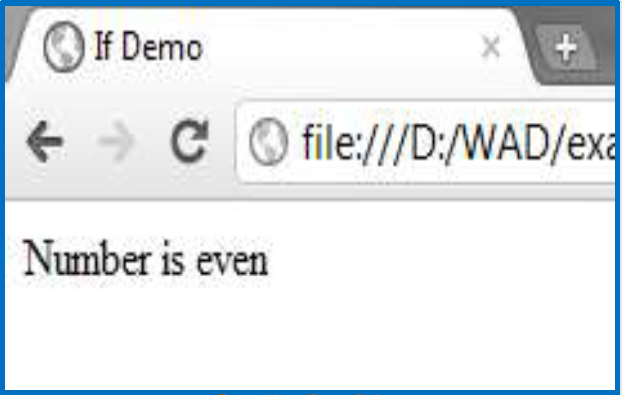 If Demo
file:///D:/WAD/exa
Number is even